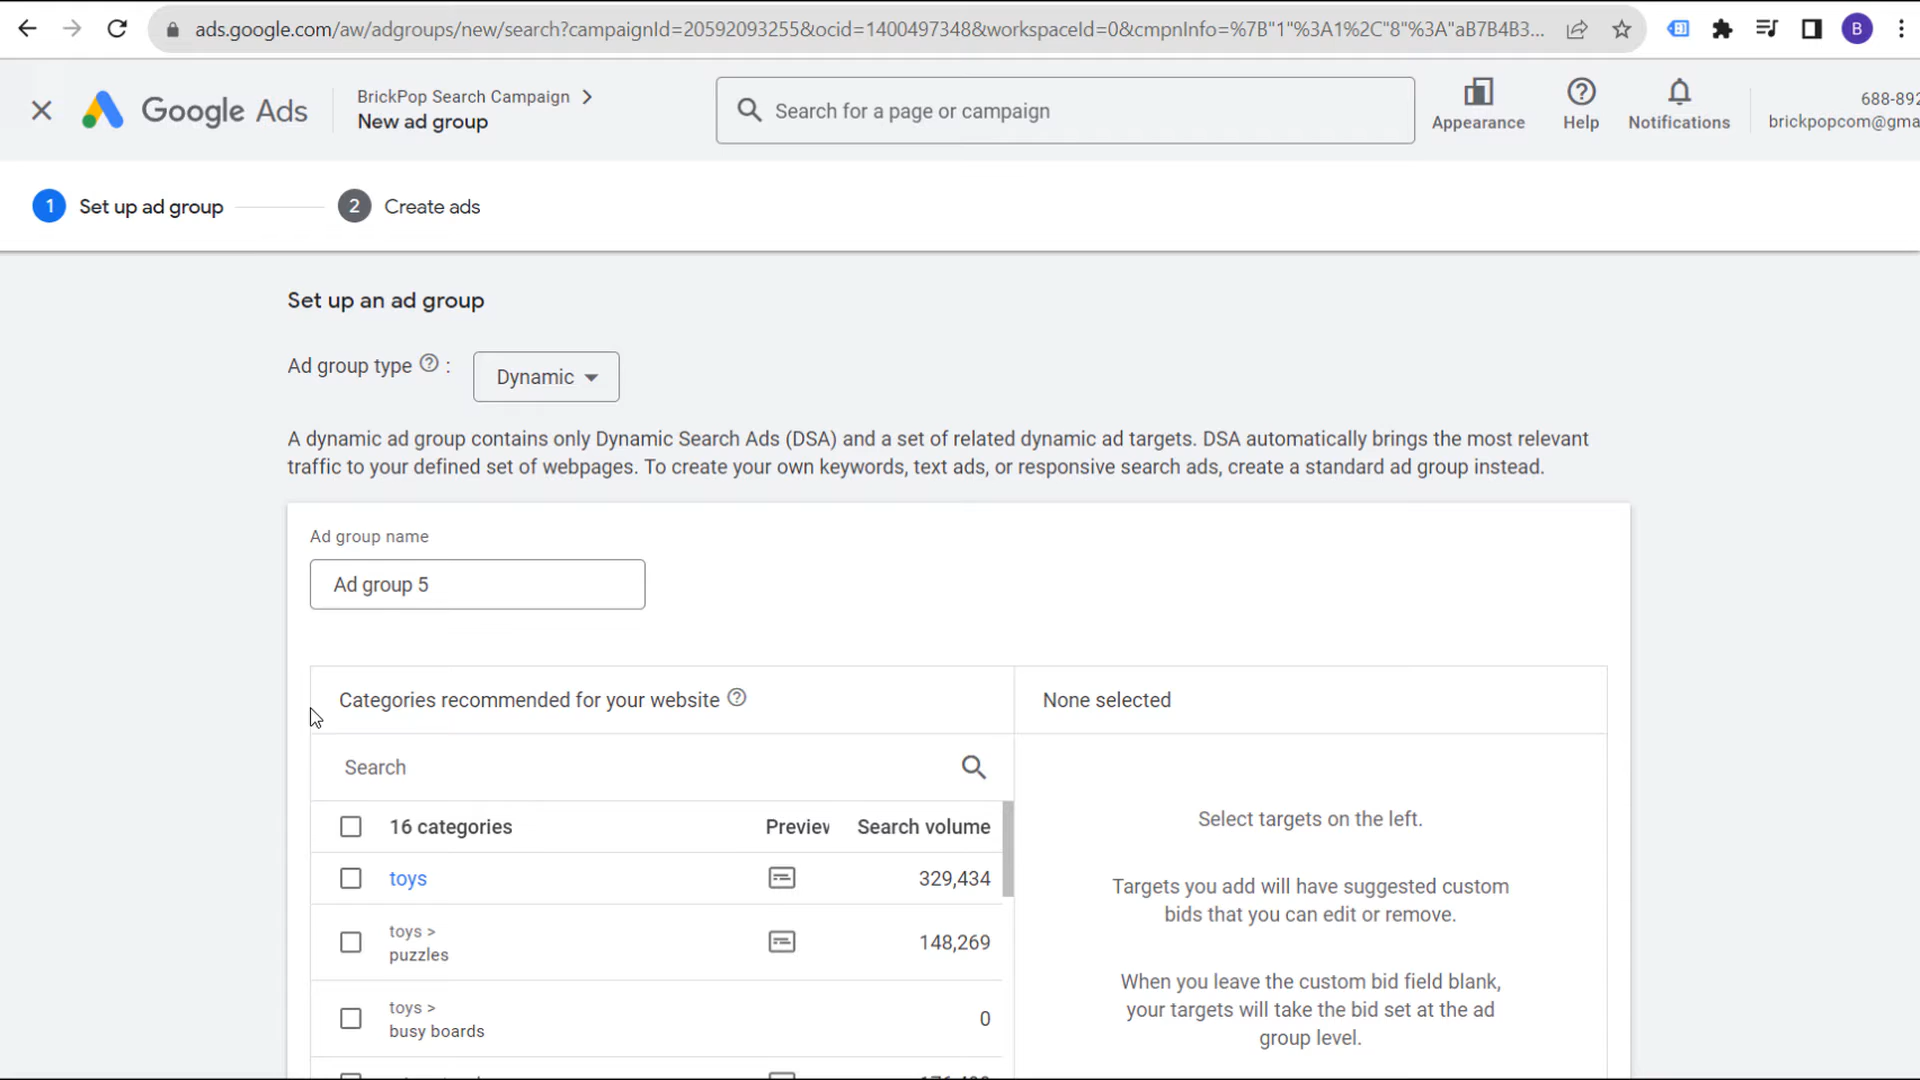 ads.google.com/aw/adgroups/new/search?campaignId=20592093255&ocid=1400497348&workspaceId=0&cmpnInfo=%7B"1"%3A1%2C"8"%3A"aB7B4B3...
B
Google Ads
BrickPop Search Campaign
New ad group
Search for a page or campaign
Appearance
Help
Notifications
688-892
brickpopcom@gma
1 Set up ad group
2 Create ads
Set up an ad group
Ad group type ? :
Dynamic
A dynamic ad group contains only Dynamic Search Ads (DSA) and a set of related dynamic ad targets. DSA automatically brings the most relevant
traffic to your defined set of webpages. To create your own keywords, text ads, or responsive search ads, create a standard ad group instead.
Ad group name
Ad group 5
Categories recommended for your website ?
None selected
Search
16 categories Preview Search volume
toys 329,434
toys >
puzzles 148,269
toys >
busy boards 0
Select targets on the left.
Targets you add will have suggested custom
bids that you can edit or remove.
When you leave the custom bid field blank,
your targets will take the bid set at the ad
group level.